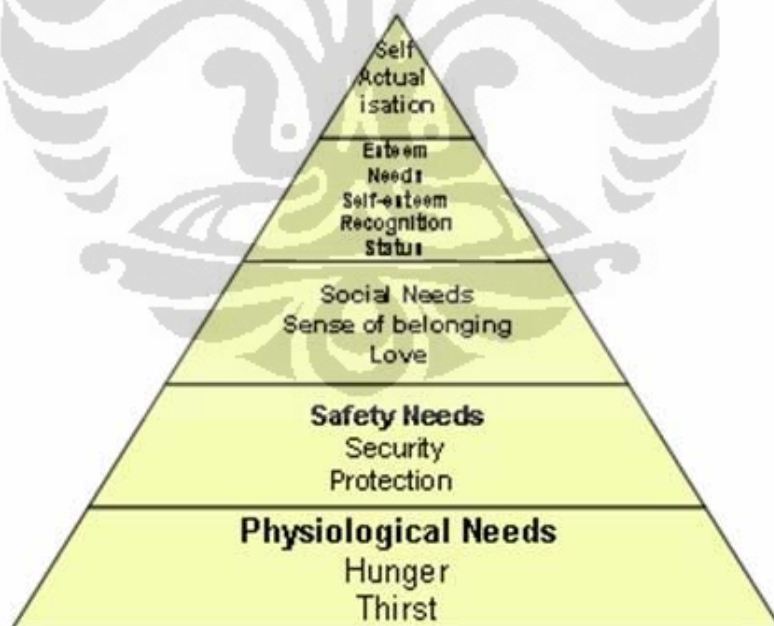 Self
Actual
isation
Esteem
Needs
Self-esteem
Recognition
Status
Social Needs
Sense of belonging
Love
Safety Needs
Security
Protection
Physiological Needs
Hunger
Thirst